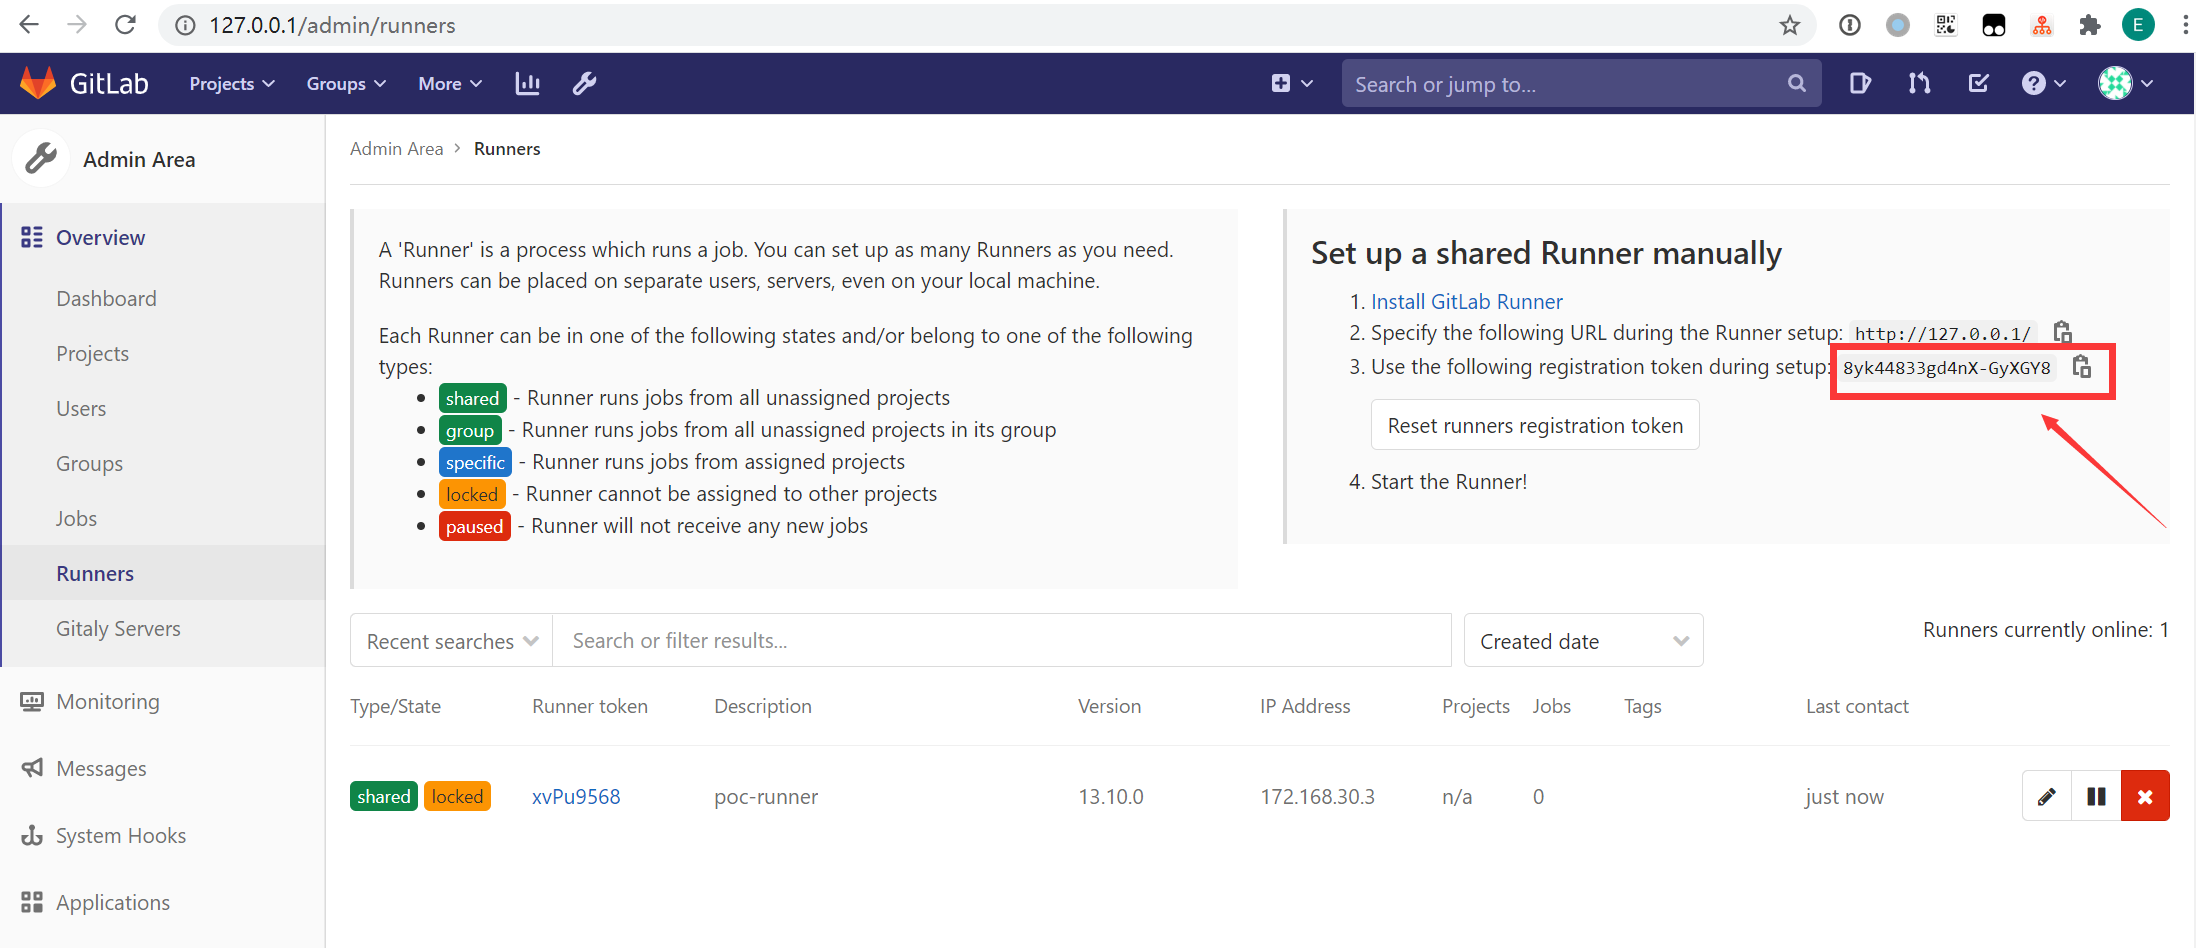 127.0.0.1/admin/runners
E
GitLab
Projects
Groups
More
Search or jump to...
Admin Area
Overview
Dashboard
Projects
Users
Groups
Jobs
Runners
Gitaly Servers
Monitoring
Messages
System Hooks
Applications
Admin Area > Runners
A 'Runner' is a process which runs a job. You can set up as many Runners as you need.
Runners can be placed on separate users, servers, even on your local machine.
Each Runner can be in one of the following states and/or belong to one of the following
types:
shared - Runner runs jobs from all unassigned projects
group - Runner runs jobs from all unassigned projects in its group
specific - Runner runs jobs from assigned projects
locked - Runner cannot be assigned to other projects
paused - Runner will not receive any new jobs
Set up a shared Runner manually
1. Install GitLab Runner
2. Specify the following URL during the Runner setup: http://127.0.0.1/
3. Use the following registration token during setup: 8yk44833gd4nX-GyXGY8
Reset runners registration token
4. Start the Runner!
Recent searches
Search or filter results...
Created date
Runners currently online: 1
Type/State Runner token Description Version IP Address Projects Jobs Tags Last contact
shared locked xvPu9568 poc-runner 13.10.0 172.168.30.3 n/a 0 just now